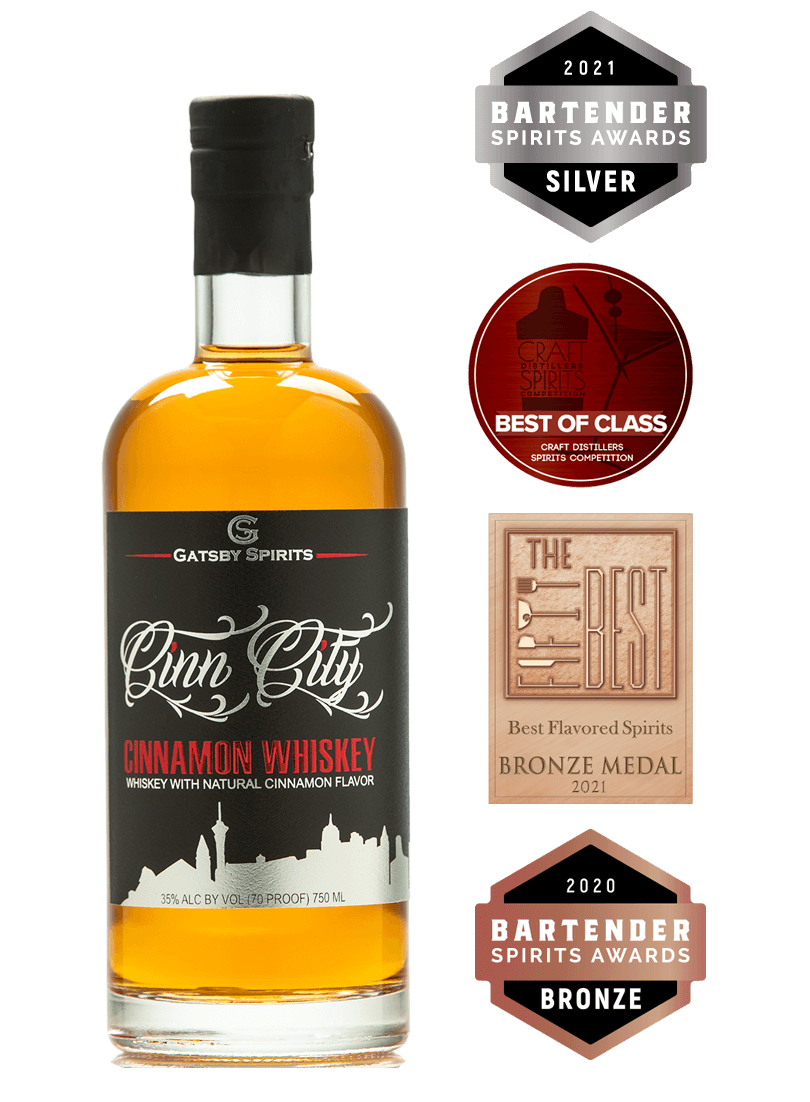 GS
GATSBY SPIRITS
Cinn City
CINNAMON WHISKEY
WHISKEY WITH NATURAL CINNAMON FLAVOR
35% ALC BY VOL (70 PROOF) 750 ML
2021
BARTENDER
SPIRITS AWARDS
SILVER
CRAFT
DISTILLERS
SPIRITS
COMPETITION
BEST OF CLASS
CRAFT DISTILLERS
SPIRITS COMPETITION
THE
FIFTY
BEST
Best Flavored Spirits
BRONZE MEDAL
2021
2020
BARTENDER
SPIRITS AWARDS
BRONZE